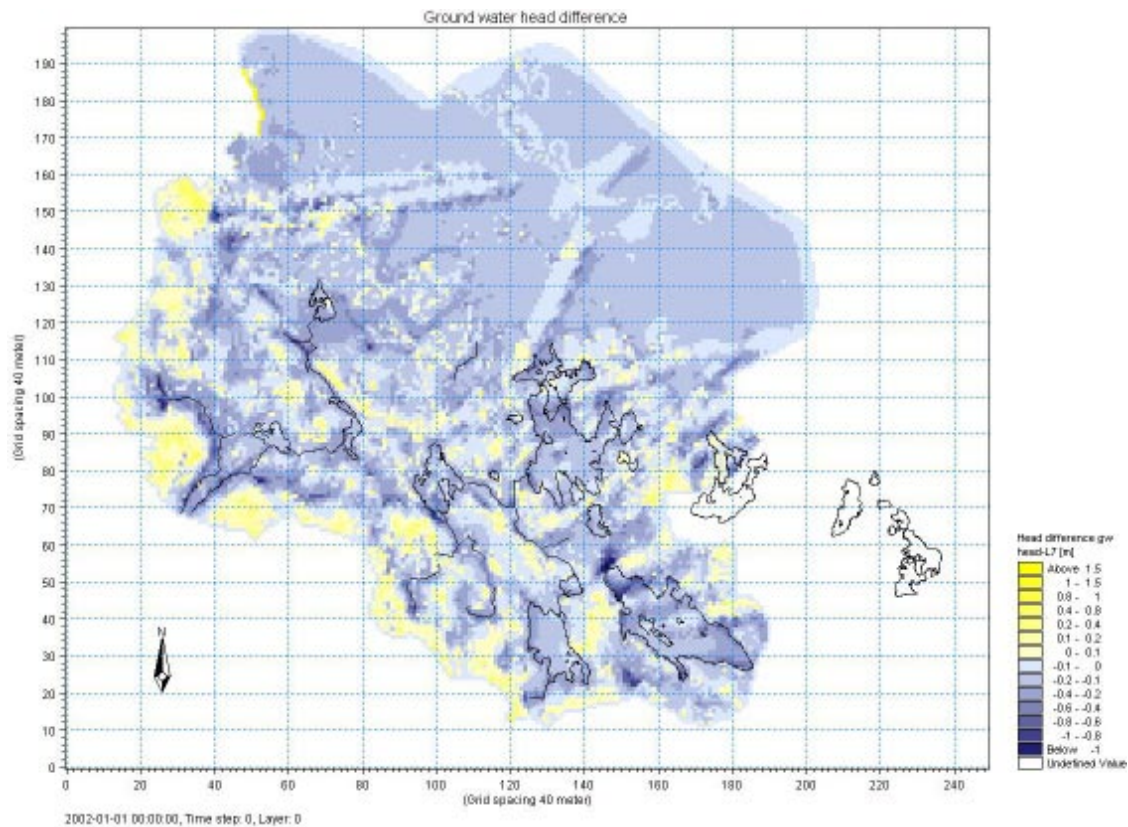 Ground water head difference
190
180
170
160
150
140
130
120
110
100
90
80
70
60
50
40
30
20
10
0
(Grid spacing 40 meter)
N
0 20 40 60 80 100 120 140 160 180 200 220 240
(Grid spacing 40 meter)
2002-01-01 00:00:00, Time step: 0, Layer: 0
Head difference gw
head-L7 [m]
Above 1.5
1 - 1.5
0.8 - 1
0.4 - 0.8
0.2 - 0.4
0.1 - 0.2
0 - 0.1
-0.1 - 0
-0.2 - -0.1
-0.4 - -0.2
-0.6 - -0.4
-0.8 - -0.6
-1 - -0.8
Below -1
Undefined Value